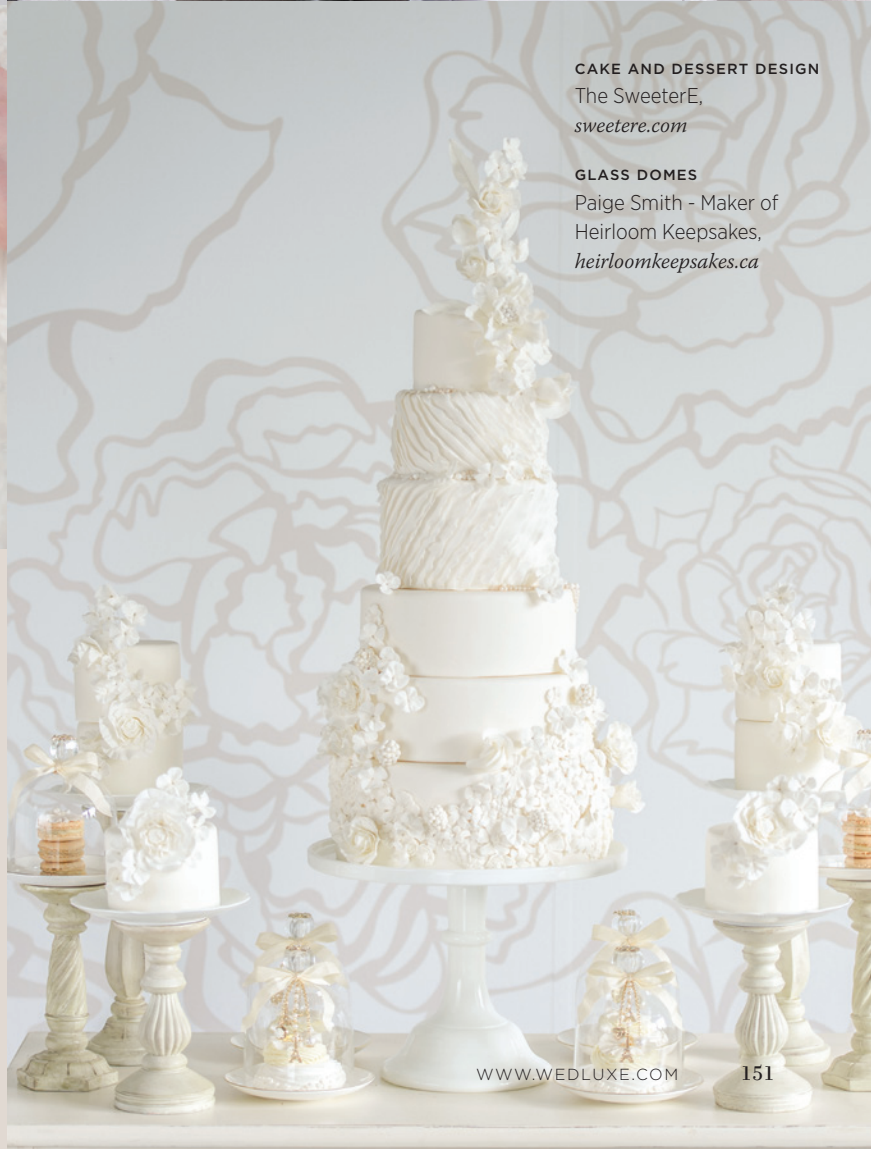 CAKE AND DESSERT DESIGN
The SweeterE,
sweetere.com
GLASS DOMES
Paige Smith - Maker of
Heirloom Keepsakes,
heirloomkeepsakes.ca
WWW.WEDLUXE.COM 151